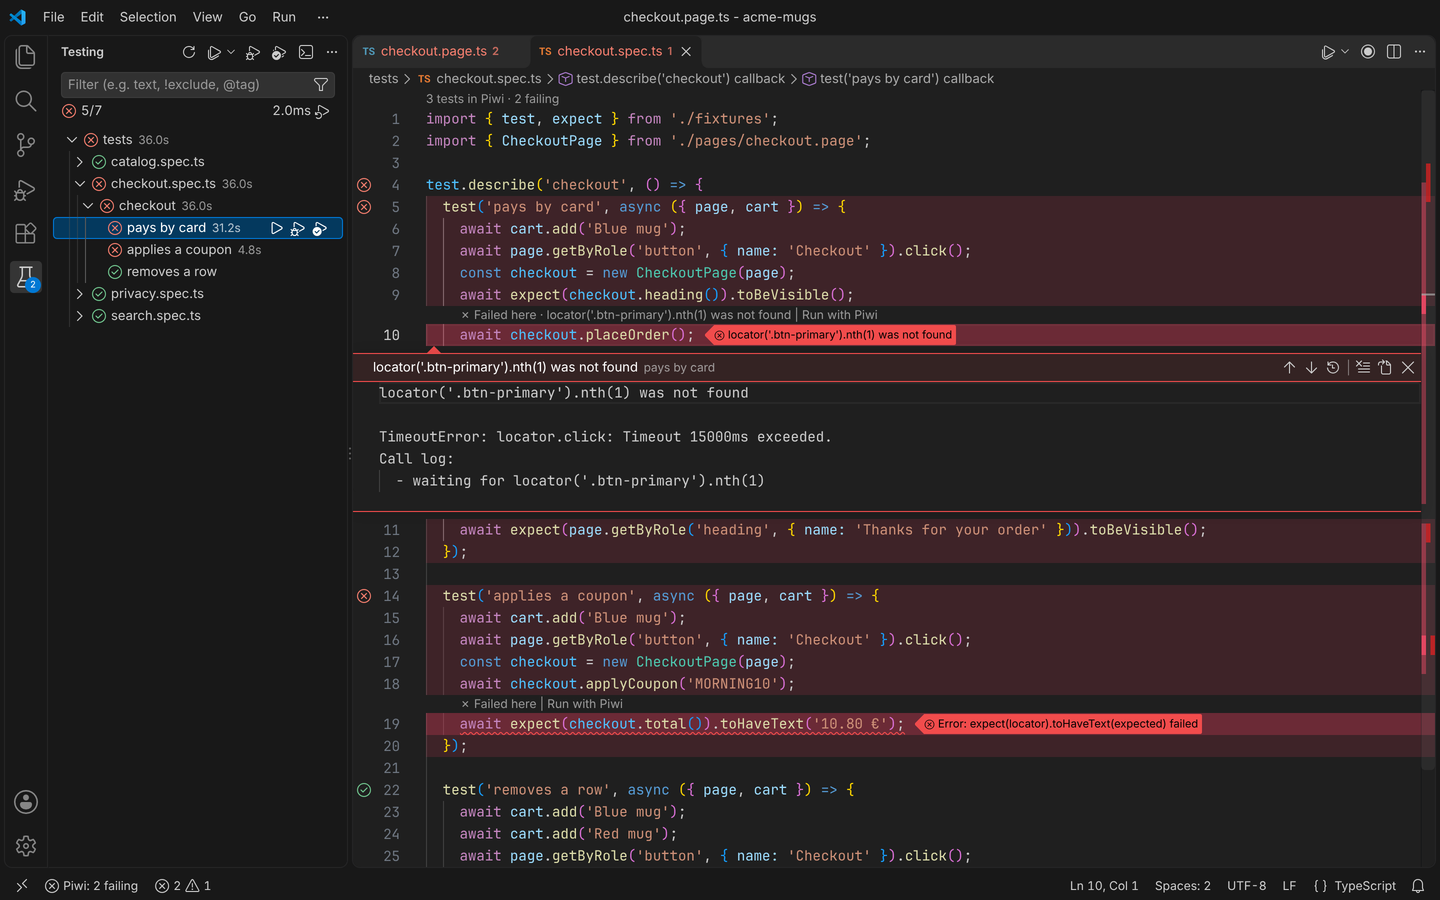 File Edit Selection View Go Run ···
checkout.page.ts - acme-mugs
Testing
Filter (e.g. text, !exclude, @tag)
5/7
2.0ms
tests 36.0s
catalog.spec.ts
checkout.spec.ts 36.0s
checkout 36.0s
pays by card 31.2s
applies a coupon 4.8s
removes a row
privacy.spec.ts
search.spec.ts
2
TS checkout.page.ts 2
TS checkout.spec.ts 1
tests > TS checkout.spec.ts > test.describe('checkout') callback > test('pays by card') callback
3 tests in Piwi · 2 failing
1 import { test, expect } from './fixtures';
2 import { CheckoutPage } from './pages/checkout.page';
3
4 test.describe('checkout', () => {
5 test('pays by card', async ({ page, cart }) => {
6 await cart.add('Blue mug');
7 await page.getByRole('button', { name: 'Checkout' }).click();
8 const checkout = new CheckoutPage(page);
9 await expect(checkout.heading()).toBeVisible();
× Failed here · locator('.btn-primary').nth(1) was not found | Run with Piwi
10 await checkout.placeOrder(); locator('.btn-primary').nth(1) was not found
locator('.btn-primary').nth(1) was not found pays by card
locator('.btn-primary').nth(1) was not found
TimeoutError: locator.click: Timeout 15000ms exceeded.
Call log:
- waiting for locator('.btn-primary').nth(1)
11 await expect(page.getByRole('heading', { name: 'Thanks for your order' })).toBeVisible();
12 });
13
14 test('applies a coupon', async ({ page, cart }) => {
15 await cart.add('Blue mug');
16 await page.getByRole('button', { name: 'Checkout' }).click();
17 const checkout = new CheckoutPage(page);
18 await checkout.applyCoupon('MORNING10');
× Failed here | Run with Piwi
19 await expect(checkout.total()).toHaveText('10.80 €'); Error: expect(locator).toHaveText(expected) failed
20 });
21
22 test('removes a row', async ({ page, cart }) => {
23 await cart.add('Blue mug');
24 await cart.add('Red mug');
25 await page.getByRole('button', { name: 'Checkout' }).click();
Piwi: 2 failing 2 1
Ln 10, Col 1 Spaces: 2 UTF-8 LF { } TypeScript